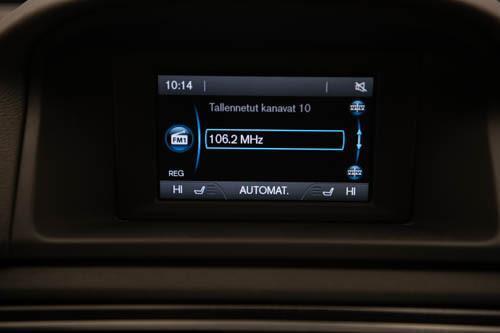 10:14
Tallennetut kanavat 10
FM1
106.2 MHz
REG
HI AUTOMAT. HI